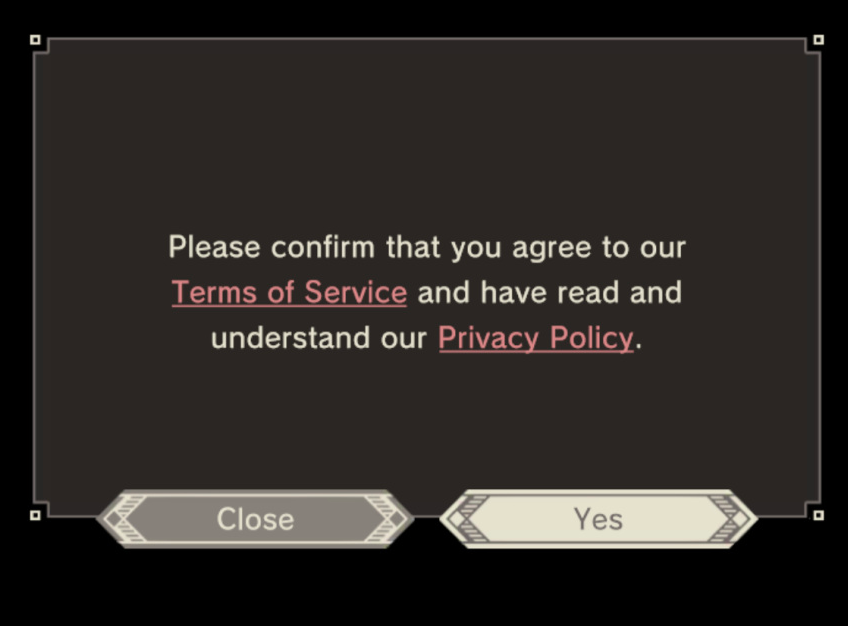 Please confirm that you agree to our
Terms of Service and have read and
understand our Privacy Policy.
Close
Yes